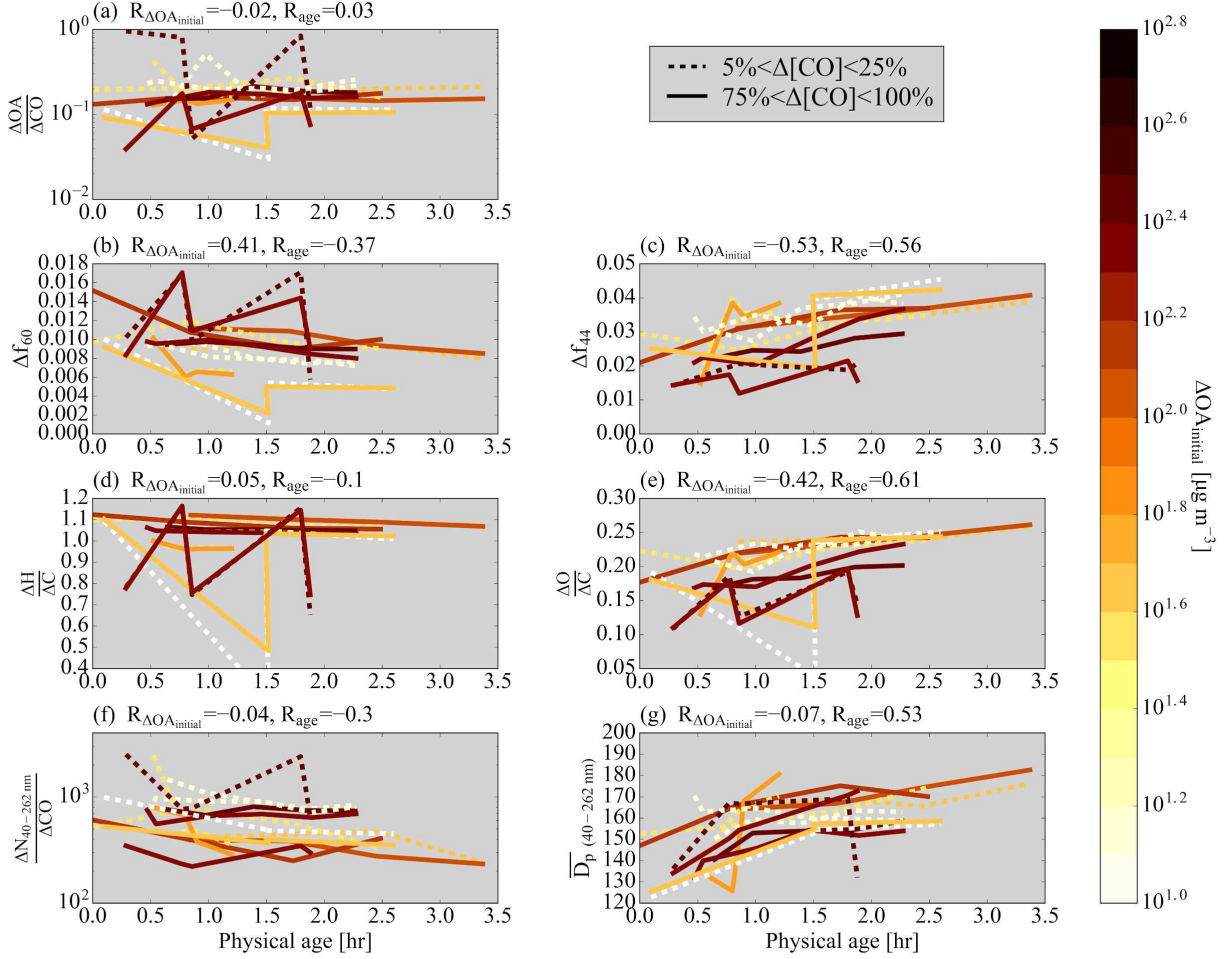 (a) R_ΔOA_initial=−0.02, R_age=0.03
10^0
10^−1
10^−2
ΔOA
ΔCO
0.0 0.5 1.0 1.5 2.0 2.5 3.0 3.5
5%<Δ[CO]<25%
75%<Δ[CO]<100%
(b) R_ΔOA_initial=0.41, R_age=−0.37
0.018
0.016
0.014
0.012
0.010
0.008
0.006
0.004
0.002
0.000
Δf_60
0.0 0.5 1.0 1.5 2.0 2.5 3.0 3.5
(c) R_ΔOA_initial=−0.53, R_age=0.56
0.05
0.04
0.03
0.02
0.01
0.00
Δf_44
0.0 0.5 1.0 1.5 2.0 2.5 3.0 3.5
(d) R_ΔOA_initial=0.05, R_age=−0.1
1.2
1.1
1.0
0.9
0.8
0.7
0.6
0.5
0.4
ΔH
ΔC
0.0 0.5 1.0 1.5 2.0 2.5 3.0 3.5
(e) R_ΔOA_initial=−0.42, R_age=0.61
0.30
0.25
0.20
0.15
0.10
0.05
ΔO
ΔC
0.0 0.5 1.0 1.5 2.0 2.5 3.0 3.5
(f) R_ΔOA_initial=−0.04, R_age=−0.3
10^3
10^2
ΔN_40−262 nm
ΔCO
0.0 0.5 1.0 1.5 2.0 2.5 3.0 3.5
Physical age [hr]
(g) R_ΔOA_initial=−0.07, R_age=0.53
200
190
180
170
160
150
140
130
120
D_p (40−262 nm)
0.0 0.5 1.0 1.5 2.0 2.5 3.0 3.5
Physical age [hr]
10^2.8
10^2.6
10^2.4
10^2.2
10^2.0
10^1.8
10^1.6
10^1.4
10^1.2
10^1.0
ΔOA_initial [μg m^−3]